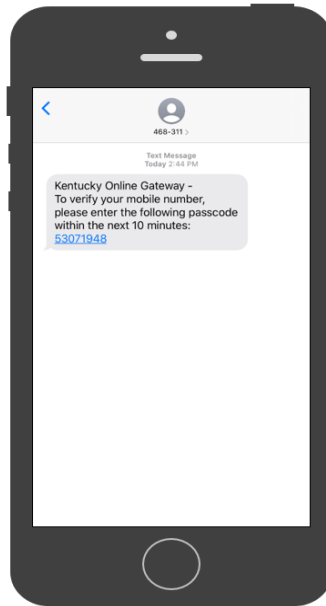 468-311 >
Text Message
Today 2:44 PM
Kentucky Online Gateway -
To verify your mobile number,
please enter the following passcode
within the next 10 minutes:
53071948